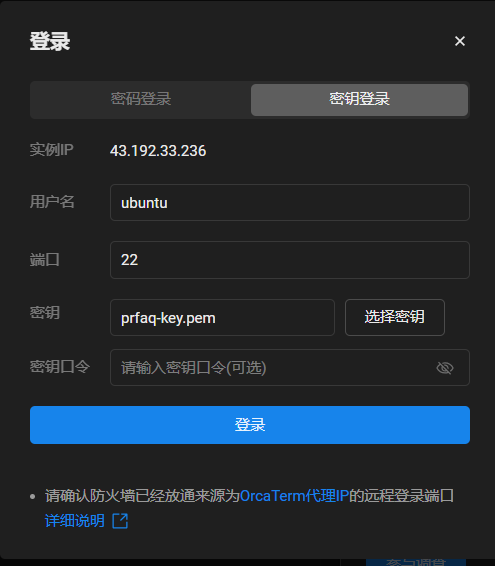 登录
密码登录 密钥登录
实例IP 43.192.33.236
用户名 ubuntu
端口 22
密钥 prfaq-key.pem 选择密钥
密钥口令 请输入密钥口令(可选)
登录
请确认防火墙已经放通来源为OrcaTerm代理IP的远程登录端口
详细说明